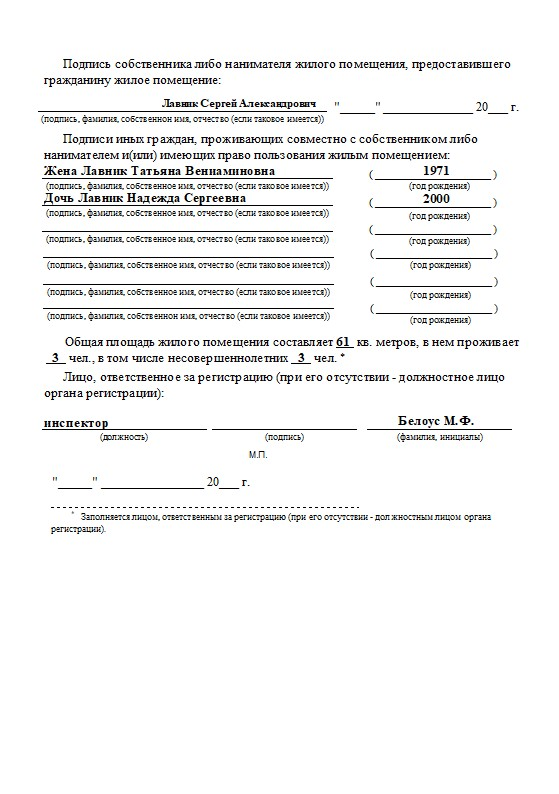 Подпись собственника либо нанимателя жилого помещения, предоставившего
гражданину жилое помещение:
Лавник Сергей Александрович "______" ______________ 20___ г.
(подпись, фамилия, собственнон имя, отчество (если таковое имеется))
Подписи иных граждан, проживающих совместно с собственником либо
нанимателем и(или) имеющих право пользования жилым помещением:
Жена Лавник Татьяна Вениаминовна ( 1971 )
(подпись, фамилия, собственное имя, отчество (если таковое имеется)) (год рождения)
Дочь Лавник Надежда Сергеевна ( 2000 )
(подпись, фамилия, собственное имя, отчество (если таковое имеется)) (год рождения)
( )
(подпись, фамилия, собственное имя, отчество (если таковое имеется)) (год рождения)
( )
(подпись, фамилия, собственное имя, отчество (если таковое имеется)) (год рождения)
( )
(подпись, фамилия, собственное имя, отчество (если таковое имеется)) (год рождения)
( )
(подпись, фамилия, собственнон имя, отчество (если таковое имеется)) (год рождения)
Общая площадь жилого помещения составляет 61 кв. метров, в нем проживает
3 чел., в том числе несовершеннолетних 3 чел. *
Лицо, ответственное за регистрацию (при его отсутствии - должностное лицо
органа регистрации):
инспектор Белоус М.Ф.
(должность) (подпись) (фамилия, инициалы)
М.П.
"______" ________________ 20___ г.
* Заполняется лицом, ответственным за регистрацию (при его отсутствии - должностным лицом органа
регистрации).